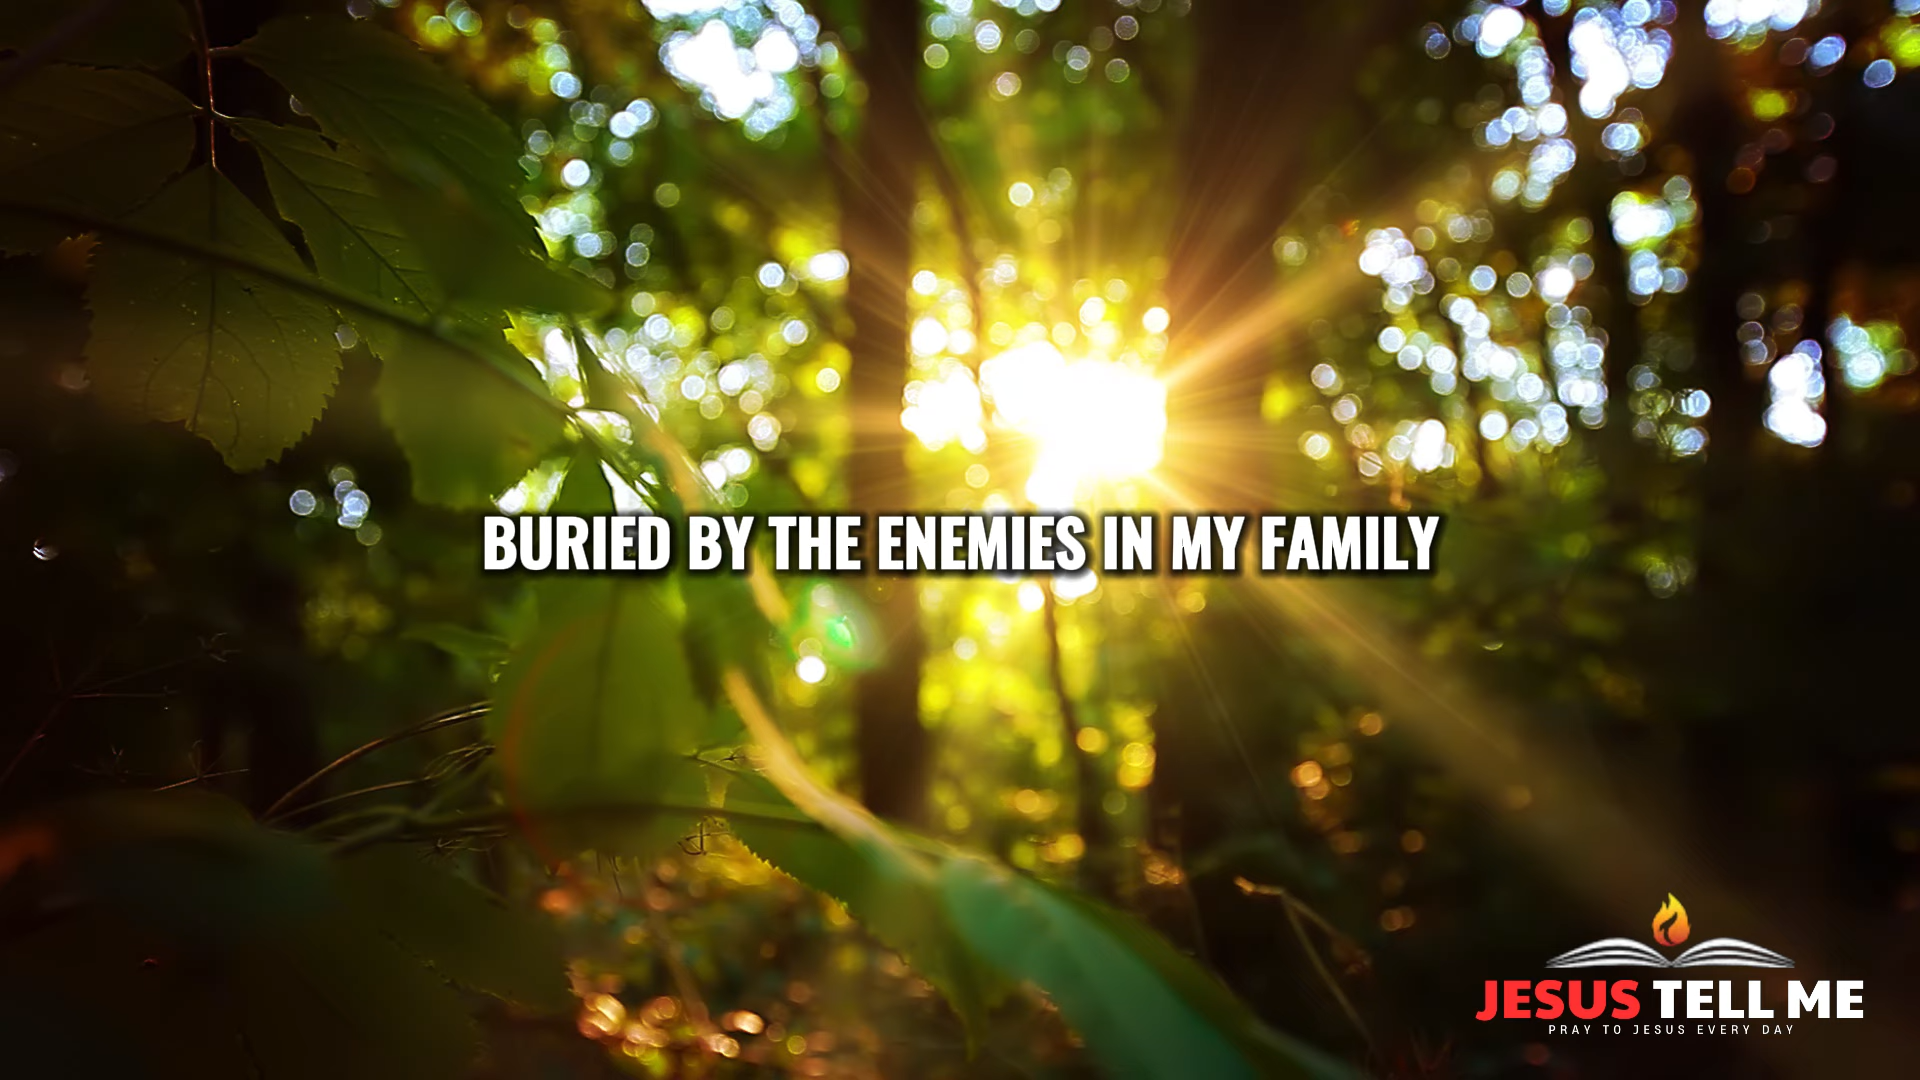 BURIED BY THE ENEMIES IN MY FAMILY
JESUS TELL ME
PRAY TO JESUS EVERY DAY